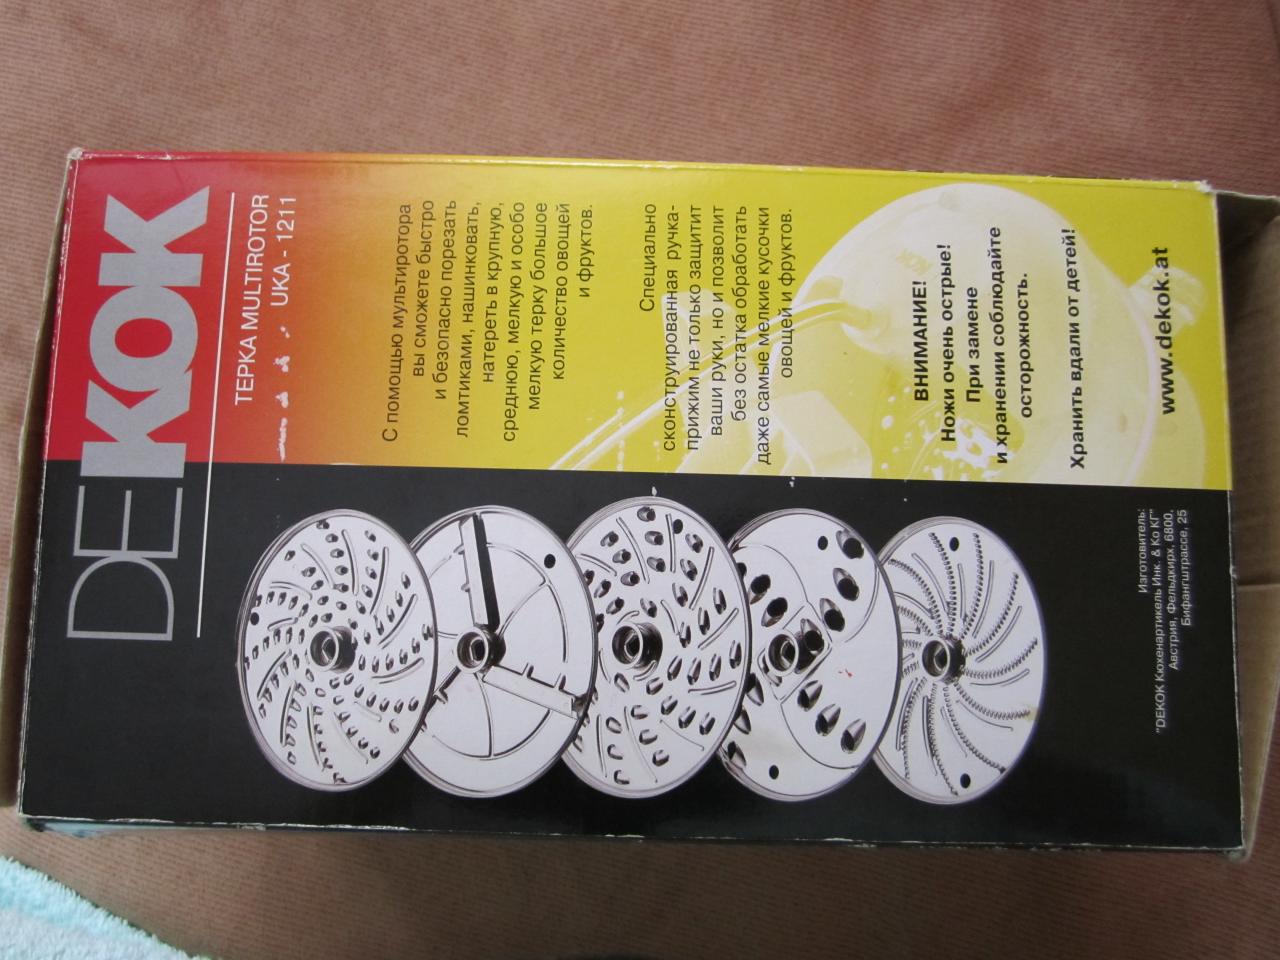 DEKOK
ТЕРКА MULTIROTOR
UKA - 1211
С помощью мультиротора
вы сможете быстро
и безопасно порезать
ломтиками, нашинковать,
натереть в крупную,
среднюю, мелкую и особо
мелкую терку большое
количество овощей
и фруктов.
Специально
сконструированная ручка-
прижим не только защитит
ваши руки, но и позволит
без остатка обработать
даже самые мелкие кусочки
овощей и фруктов.
ВНИМАНИЕ!
Ножи очень острые!
При замене
и хранении соблюдайте
осторожность.
Хранить вдали от детей!
www.dekok.at
Изготовитель:
"DEKOK Кюхенартикель Инк. & Ко КГ"
Австрия, Фельдкирх, 6800,
Бифангштрассе, 25